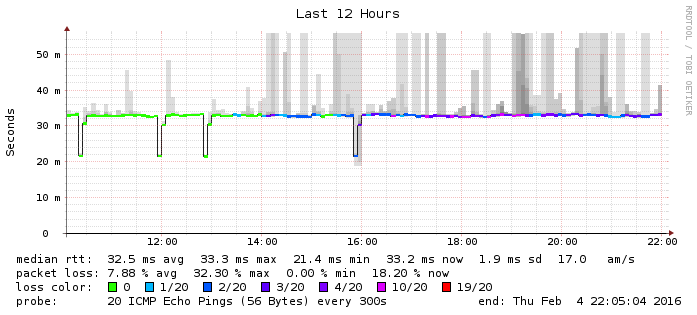 Last 12 Hours
RRDTOOL / TOBI OETIKER
Seconds
50 m
40 m
30 m
20 m
10 m
0
12:00 14:00 16:00 18:00 20:00 22:00
median rtt: 32.5 ms avg 33.3 ms max 21.4 ms min 33.2 ms now 1.9 ms sd 17.0 am/s
packet loss: 7.88 % avg 32.30 % max 0.00 % min 18.20 % now
loss color: 0 1/20 2/20 3/20 4/20 10/20 19/20
probe: 20 ICMP Echo Pings (56 Bytes) every 300s end: Thu Feb 4 22:05:04 2016